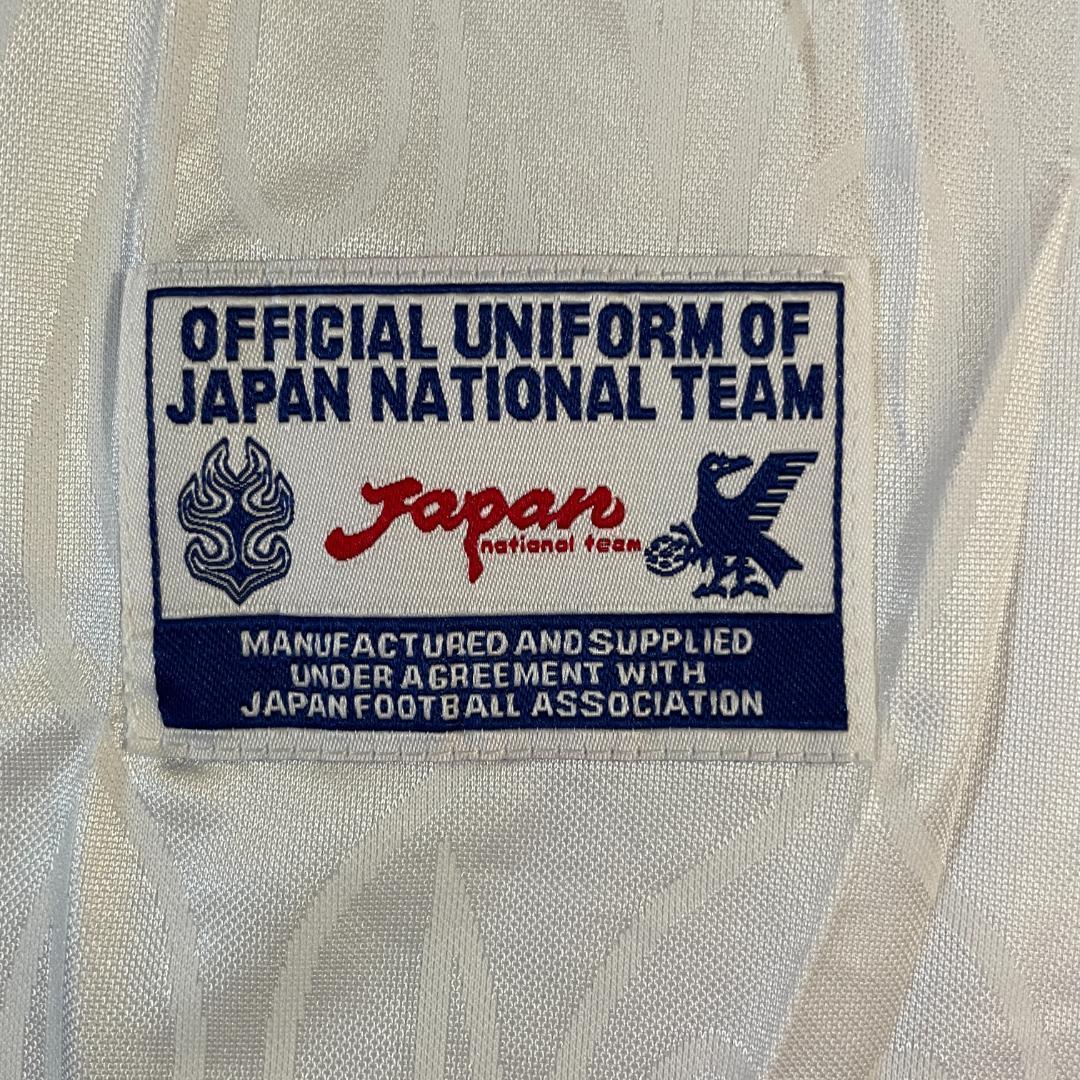 OFFICIAL UNIFORM OF
JAPAN NATIONAL TEAM
Japan
national team
MANUFACTURED AND SUPPLIED
UNDER AGREEMENT WITH
JAPAN FOOTBALL ASSOCIATION